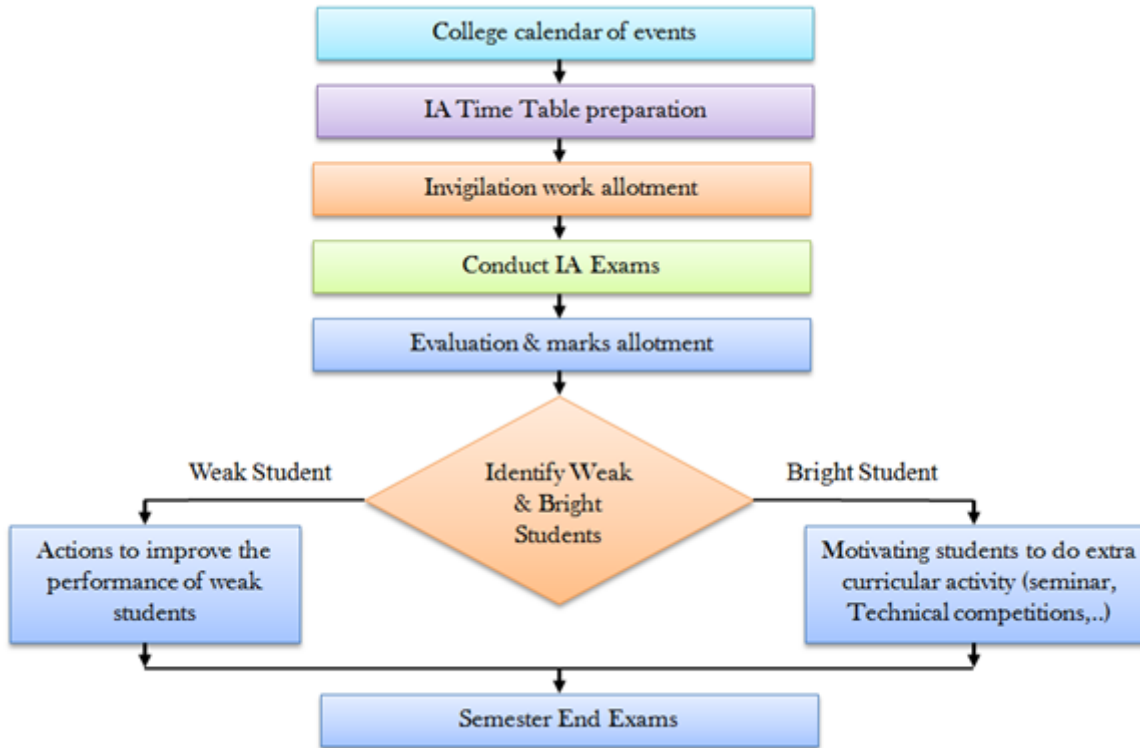 College calendar of events
IA Time Table preparation
Invigilation work allotment
Conduct IA Exams
Evaluation & marks allotment
Weak Student
Identify Weak
& Bright
Students
Bright Student
Actions to improve the
performance of weak
students
Motivating students to do extra
curricular activity (seminar,
Technical competitions,..)
Semester End Exams